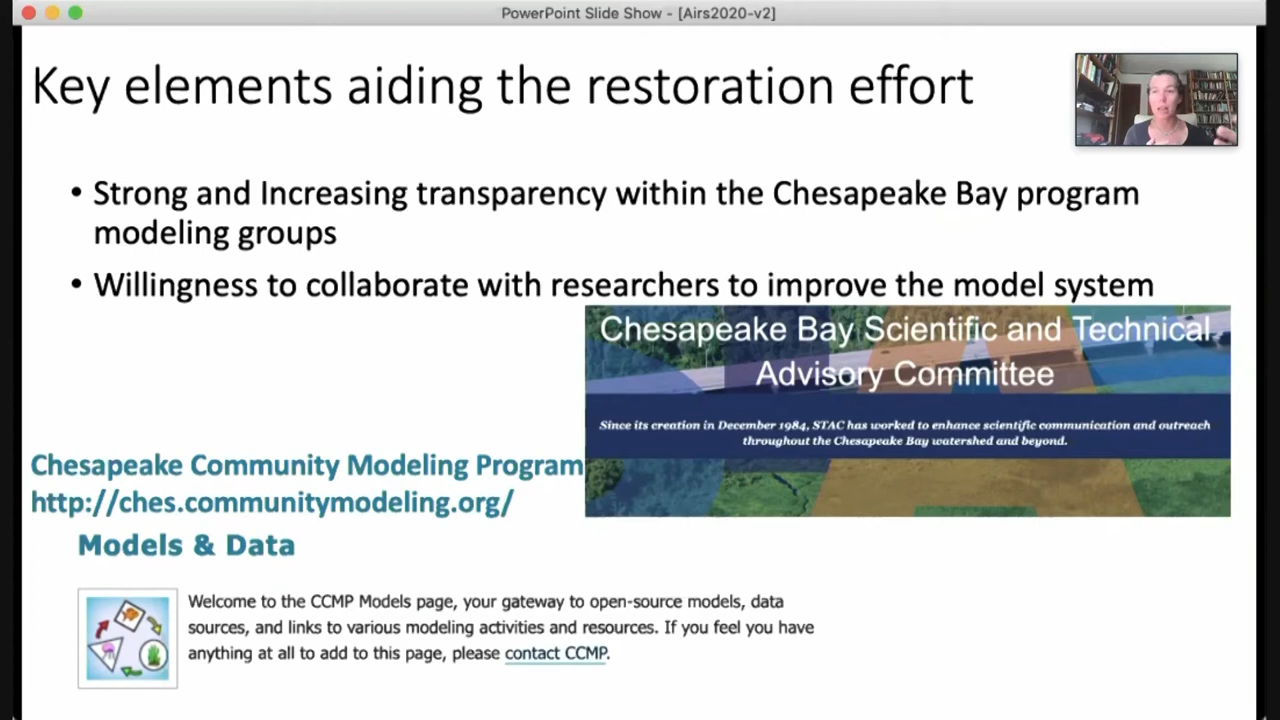 PowerPoint Slide Show - [Airs2020-v2]
Key elements aiding the restoration effort
• Strong and Increasing transparency within the Chesapeake Bay program
modeling groups
• Willingness to collaborate with researchers to improve the model system
Chesapeake Bay Scientific and Technical
Advisory Committee
Since its creation in December 1984, STAC has worked to enhance scientific communication and outreach
throughout the Chesapeake Bay watershed and beyond.
Chesapeake Community Modeling Program
http://ches.communitymodeling.org/
Models & Data
Welcome to the CCMP Models page, your gateway to open-source models, data
sources, and links to various modeling activities and resources. If you feel you have
anything at all to add to this page, please contact CCMP.